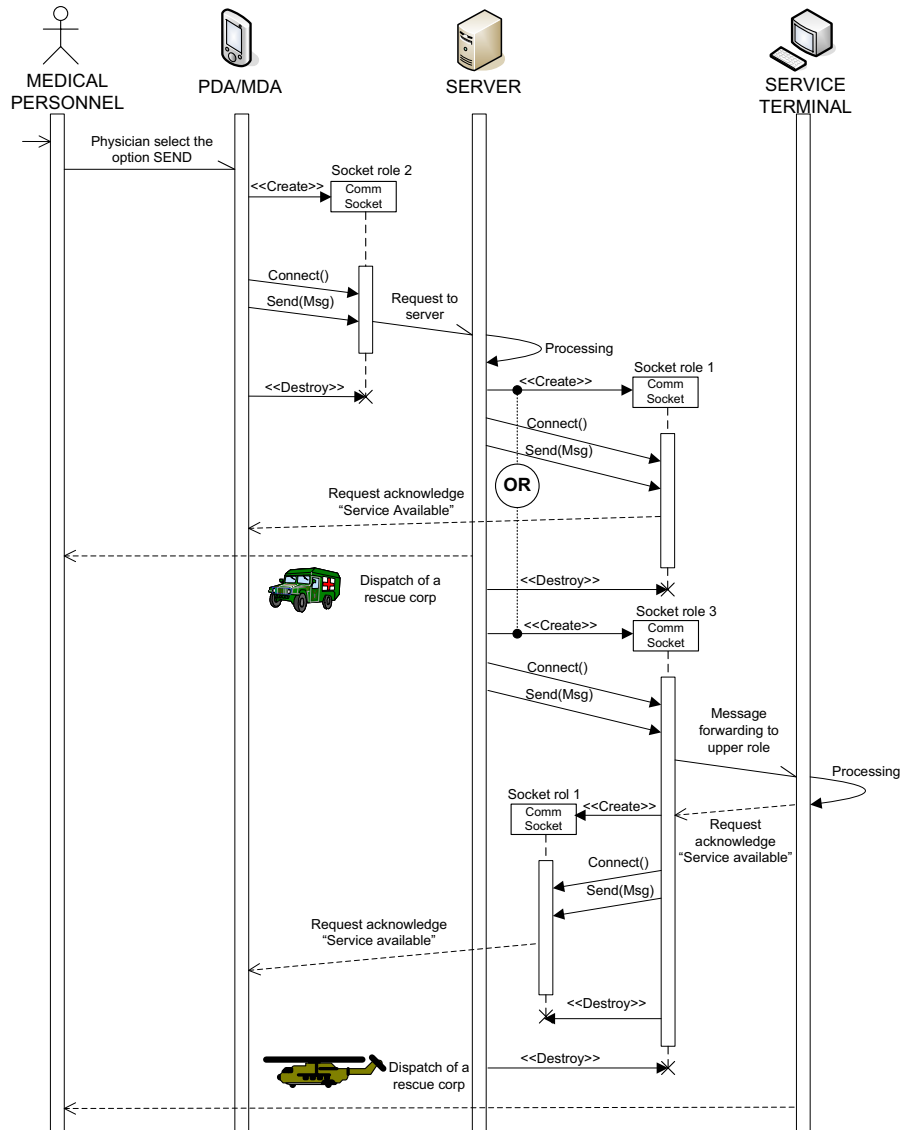 MEDICAL
PERSONNEL
PDA/MDA
SERVER
SERVICE
TERMINAL
Physician select the
option SEND
Socket role 2
<<Create>>
Comm
Socket
Connect()
Send(Msg)
Request to
server
Processing
<<Destroy>>
Socket role 1
<<Create>>
Comm
Socket
Connect()
Send(Msg)
OR
Request acknowledge
“Service Available”
Dispatch of a
rescue corp
<<Destroy>>
Socket role 3
<<Create>>
Comm
Socket
Connect()
Send(Msg)
Message
forwarding to
upper role
Processing
Socket rol 1
<<Create>>
Comm
Socket
Request
acknowledge
“Service available”
Connect()
Send(Msg)
Request acknowledge
“Service available”
<<Destroy>>
Dispatch of a
rescue corp
<<Destroy>>